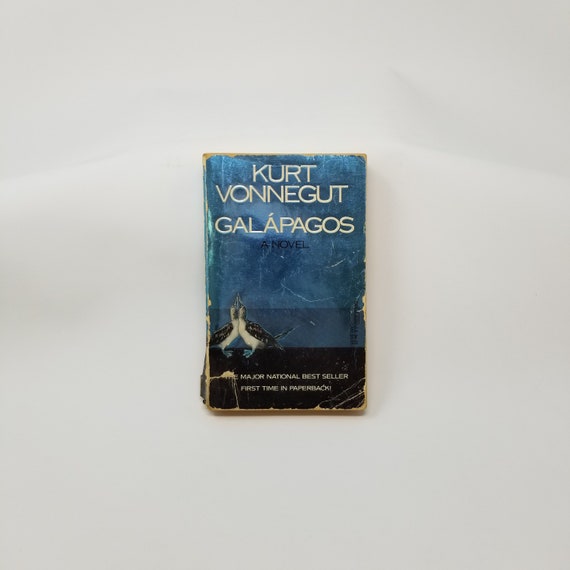 KURT
VONNEGUT
GALÁPAGOS
A NOVEL
MAJOR NATIONAL BEST SELLER
FIRST TIME IN PAPERBACK!